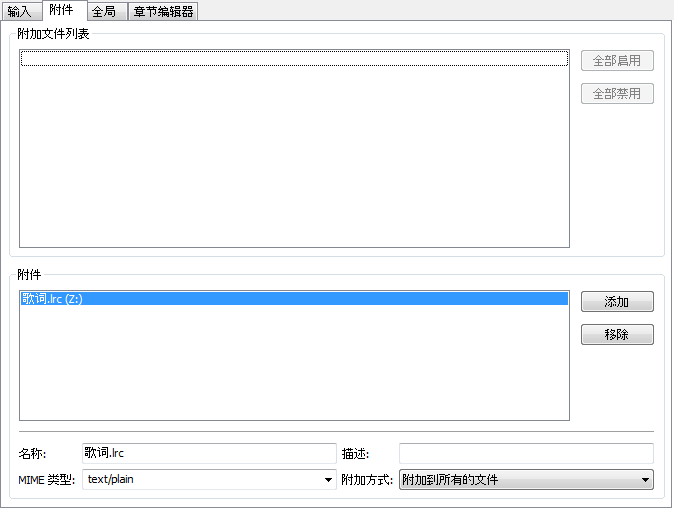 输入 附件 全局 章节编辑器
附加文件列表
全部启用
全部禁用
附件
歌词.lrc (Z:)
添加
移除
名称: 歌词.lrc 描述:
MIME 类型: text/plain 附加方式: 附加到所有的文件